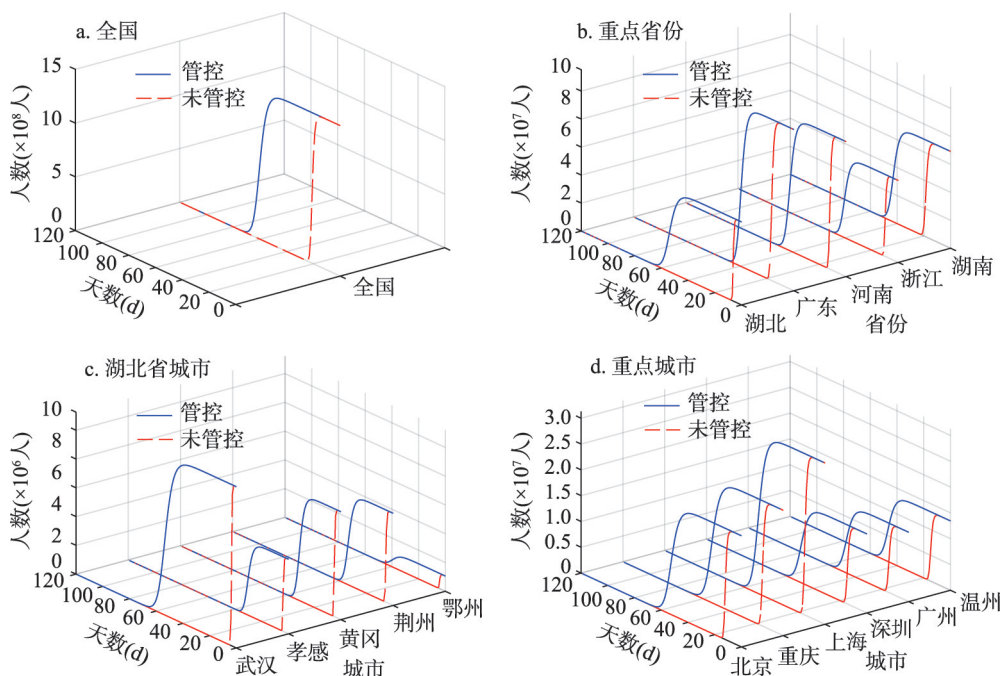 a. 全国
管控
未管控
人数(×10⁸人)
15
10
5
0
120
100
80
60
40
20
0
天数(d)
全国
b. 重点省份
管控
未管控
人数(×10⁷人)
10
8
6
4
2
0
120
100
80
60
40
20
0
天数(d)
湖北
广东
河南
浙江
湖南
省份
c. 湖北省城市
管控
未管控
人数(×10⁶人)
10
8
6
4
2
0
120
100
80
60
40
20
0
天数(d)
武汉
孝感
黄冈
荆州
鄂州
城市
d. 重点城市
管控
未管控
人数(×10⁷人)
3.0
2.5
2.0
1.5
1.0
0.5
0
120
100
80
60
40
20
0
天数(d)
北京
重庆
上海
深圳
广州
温州
城市